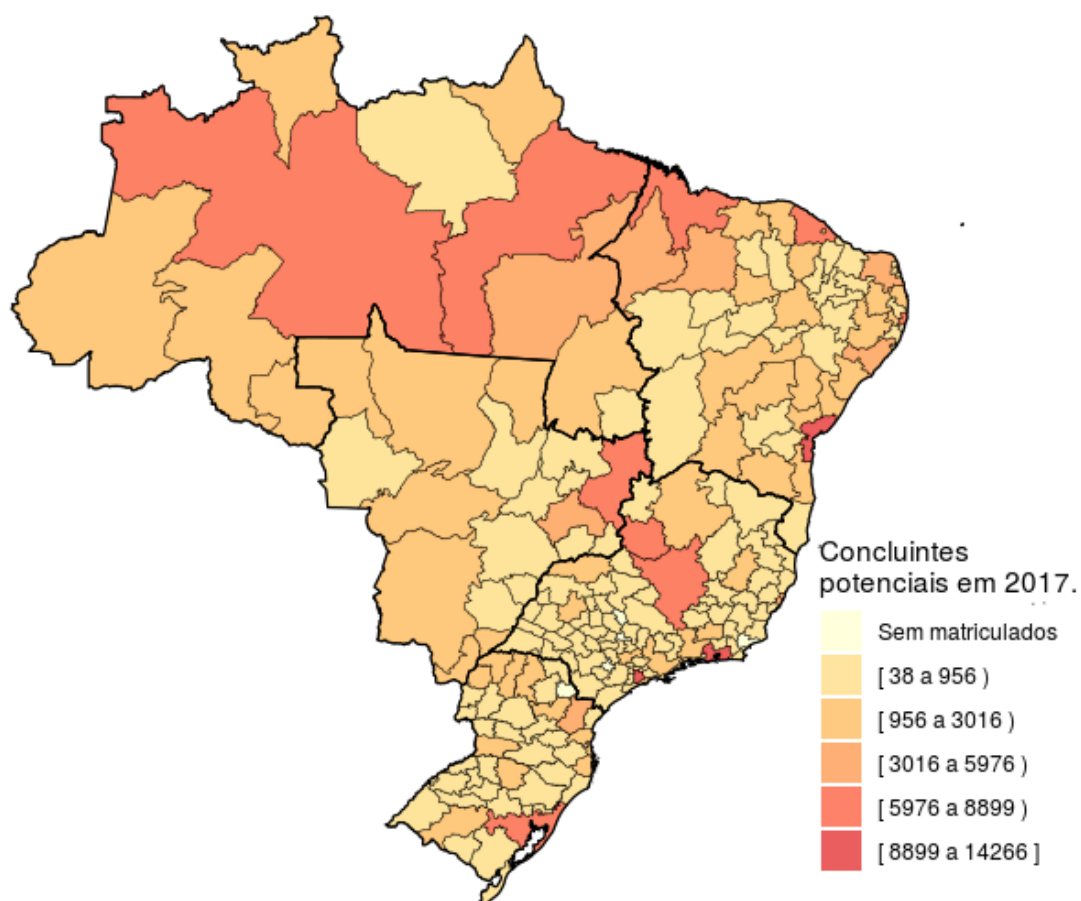 Concluintes
potenciais em 2017.
Sem matriculados
[ 38 a 956 )
[ 956 a 3016 )
[ 3016 a 5976 )
[ 5976 a 8899 )
[ 8899 a 14266 ]